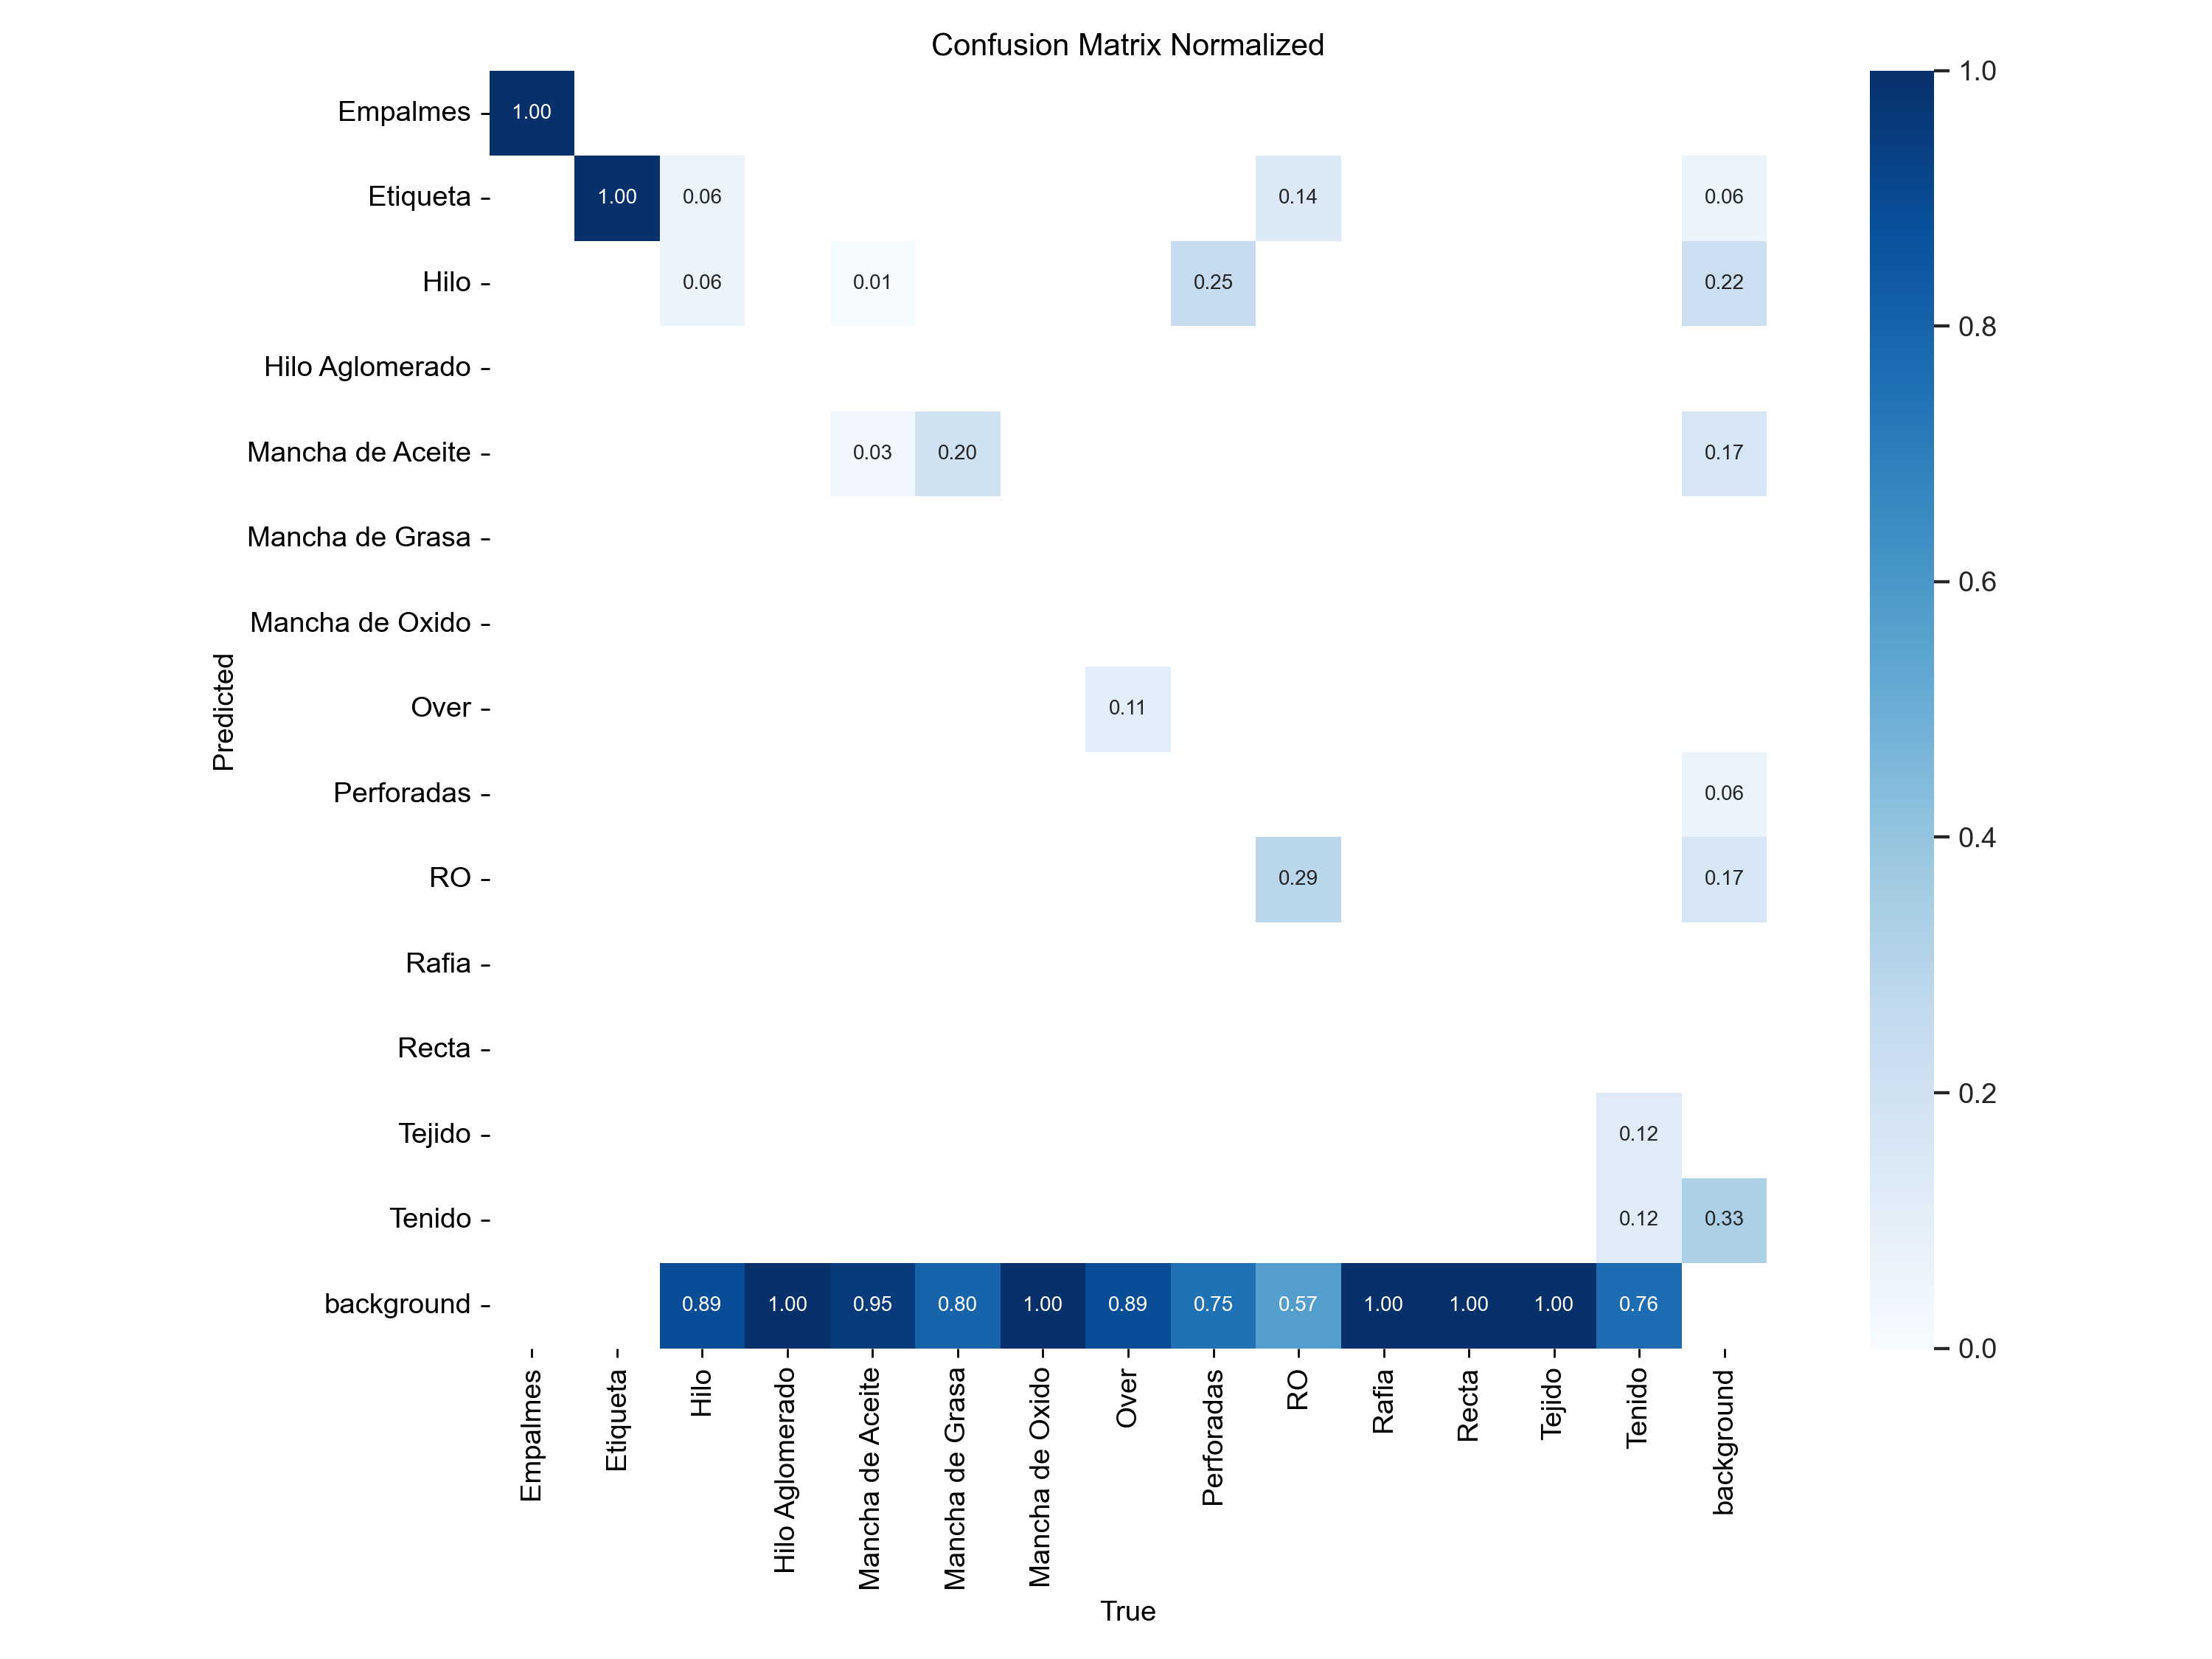 Confusion Matrix Normalized
Empalmes
1.00
Etiqueta
1.00 0.06 0.14 0.06
Hilo
0.06 0.01 0.25 0.22
Hilo Aglomerado
Mancha de Aceite
0.03 0.20 0.17
Mancha de Grasa
Mancha de Oxido
Over
0.11
Perforadas
0.06
RO
0.29 0.17
Rafia
Recta
Tejido
0.12
Tenido
0.12 0.33
background
0.89 1.00 0.95 0.80 1.00 0.89 0.75 0.57 1.00 1.00 1.00 0.76
Predicted
Empalmes
Etiqueta
Hilo
Hilo Aglomerado
Mancha de Aceite
Mancha de Grasa
Mancha de Oxido
Over
Perforadas
RO
Rafia
Recta
Tejido
Tenido
background
True
1.0
0.8
0.6
0.4
0.2
0.0